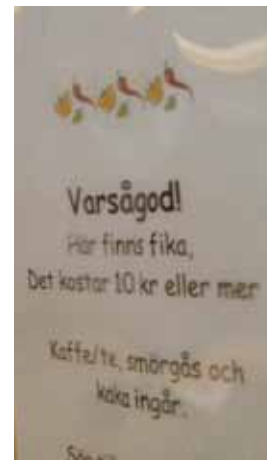 Varsågod!
Här finns fika,
Det kostar 10 kr eller mer
Kaffe/te, smörgås och
kaka ingår.